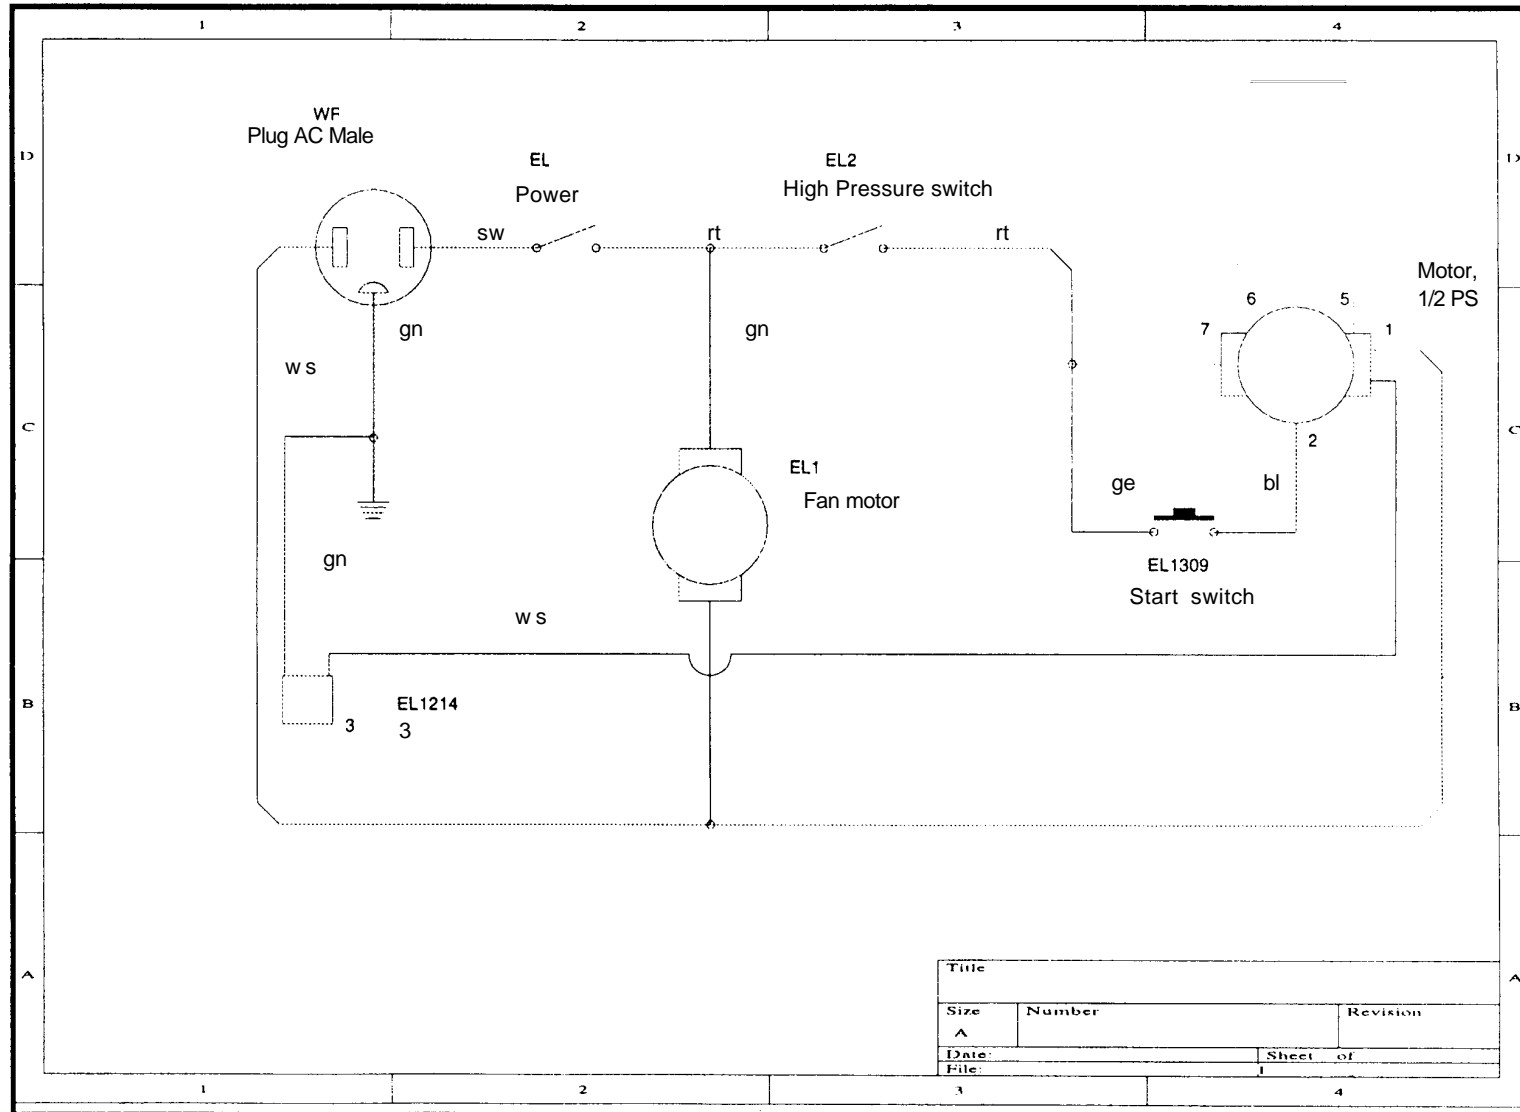 1 2 3 4
WF
Plug AC Male
EL
Power
EL2
High Pressure switch
D D
sw rt rt
Motor,
1/2 PS
6 5
7 1
gn gn
ws
C C
2
EL1
Fan motor
ge bl
gn
EL1309
Start switch
ws
B B
EL1214
3 3
A A
Title
Size Number Revision
A
Date: Sheet of
File:
1 2 3 4